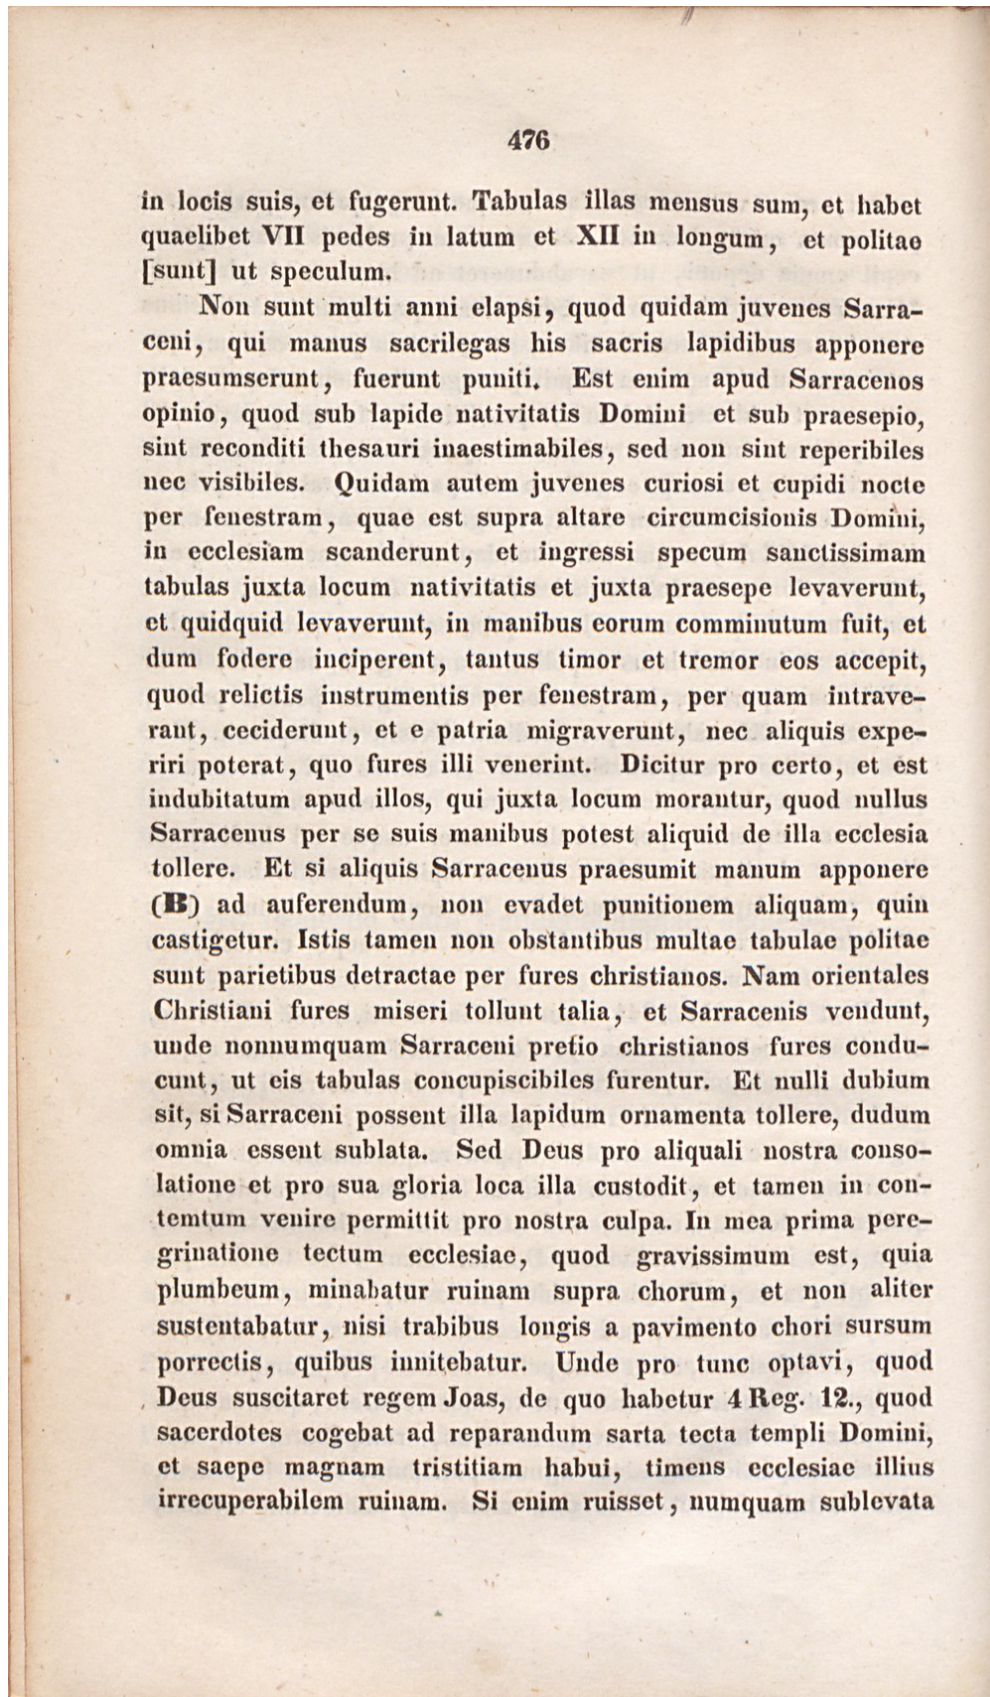 476
in locis suis, et fugerunt. Tabulas illas mensus sum, et habet
quaelibet VII pedes in latum et XII in longum, et politae
[sunt] ut speculum.
Non sunt multi anni elapsi, quod quidam juvenes Sarra-
ceni, qui manus sacrilegas his sacris lapidibus apponere
praesumserunt, fuerunt puniti. Est enim apud Sarracenos
opinio, quod sub lapide nativitatis Domini et sub praesepio,
sint reconditi thesauri inaestimabiles, sed non sint reperibiles
nec visibiles. Quidam autem juvenes curiosi et cupidi nocte
per fenestram, quae est supra altare circumcisionis Domini,
in ecclesiam scanderunt, et ingressi specum sanctissimam
tabulas juxta locum nativitatis et juxta praesepe levaverunt,
et quidquid levaverunt, in manibus eorum comminutum fuit, et
dum fodere inciperent, tantus timor et tremor eos accepit,
quod relictis instrumentis per fenestram, per quam intrave-
rant, ceciderunt, et e patria migraverunt, nec aliquis expe-
riri poterat, quo fures illi venerint. Dicitur pro certo, et est
indubitatum apud illos, qui juxta locum morantur, quod nullus
Sarracenus per se suis manibus potest aliquid de illa ecclesia
tollere. Et si aliquis Sarracenus praesumit manum apponere
(B) ad auferendum, non evadet punitionem aliquam, quin
castigetur. Istis tamen non obstantibus multae tabulae politae
sunt parietibus detractae per fures christianos. Nam orientales
Christiani fures miseri tollunt talia, et Sarracenis vendunt,
unde nonnumquam Sarraceni pretio christianos fures condu-
cunt, ut eis tabulas concupiscibiles furentur. Et nulli dubium
sit, si Sarraceni possent illa lapidum ornamenta tollere, dudum
omnia essent sublata. Sed Deus pro aliquali nostra conso-
latione et pro sua gloria loca illa custodit, et tamen in con-
temtum venire permittit pro nostra culpa. In mea prima pere-
grinatione tectum ecclesiae, quod gravissimum est, quia
plumbeum, minabatur ruinam supra chorum, et non aliter
sustentabatur, nisi trabibus longis a pavimento chori sursum
porrectis, quibus innitebatur. Unde pro tunc optavi, quod
Deus suscitaret regem Joas, de quo habetur 4 Reg. 12., quod
sacerdotes cogebat ad reparandum sarta tecta templi Domini,
et saepe magnam tristitiam habui, timens ecclesiae illius
irrecuperabilem ruinam. Si enim ruisset, numquam sublevata